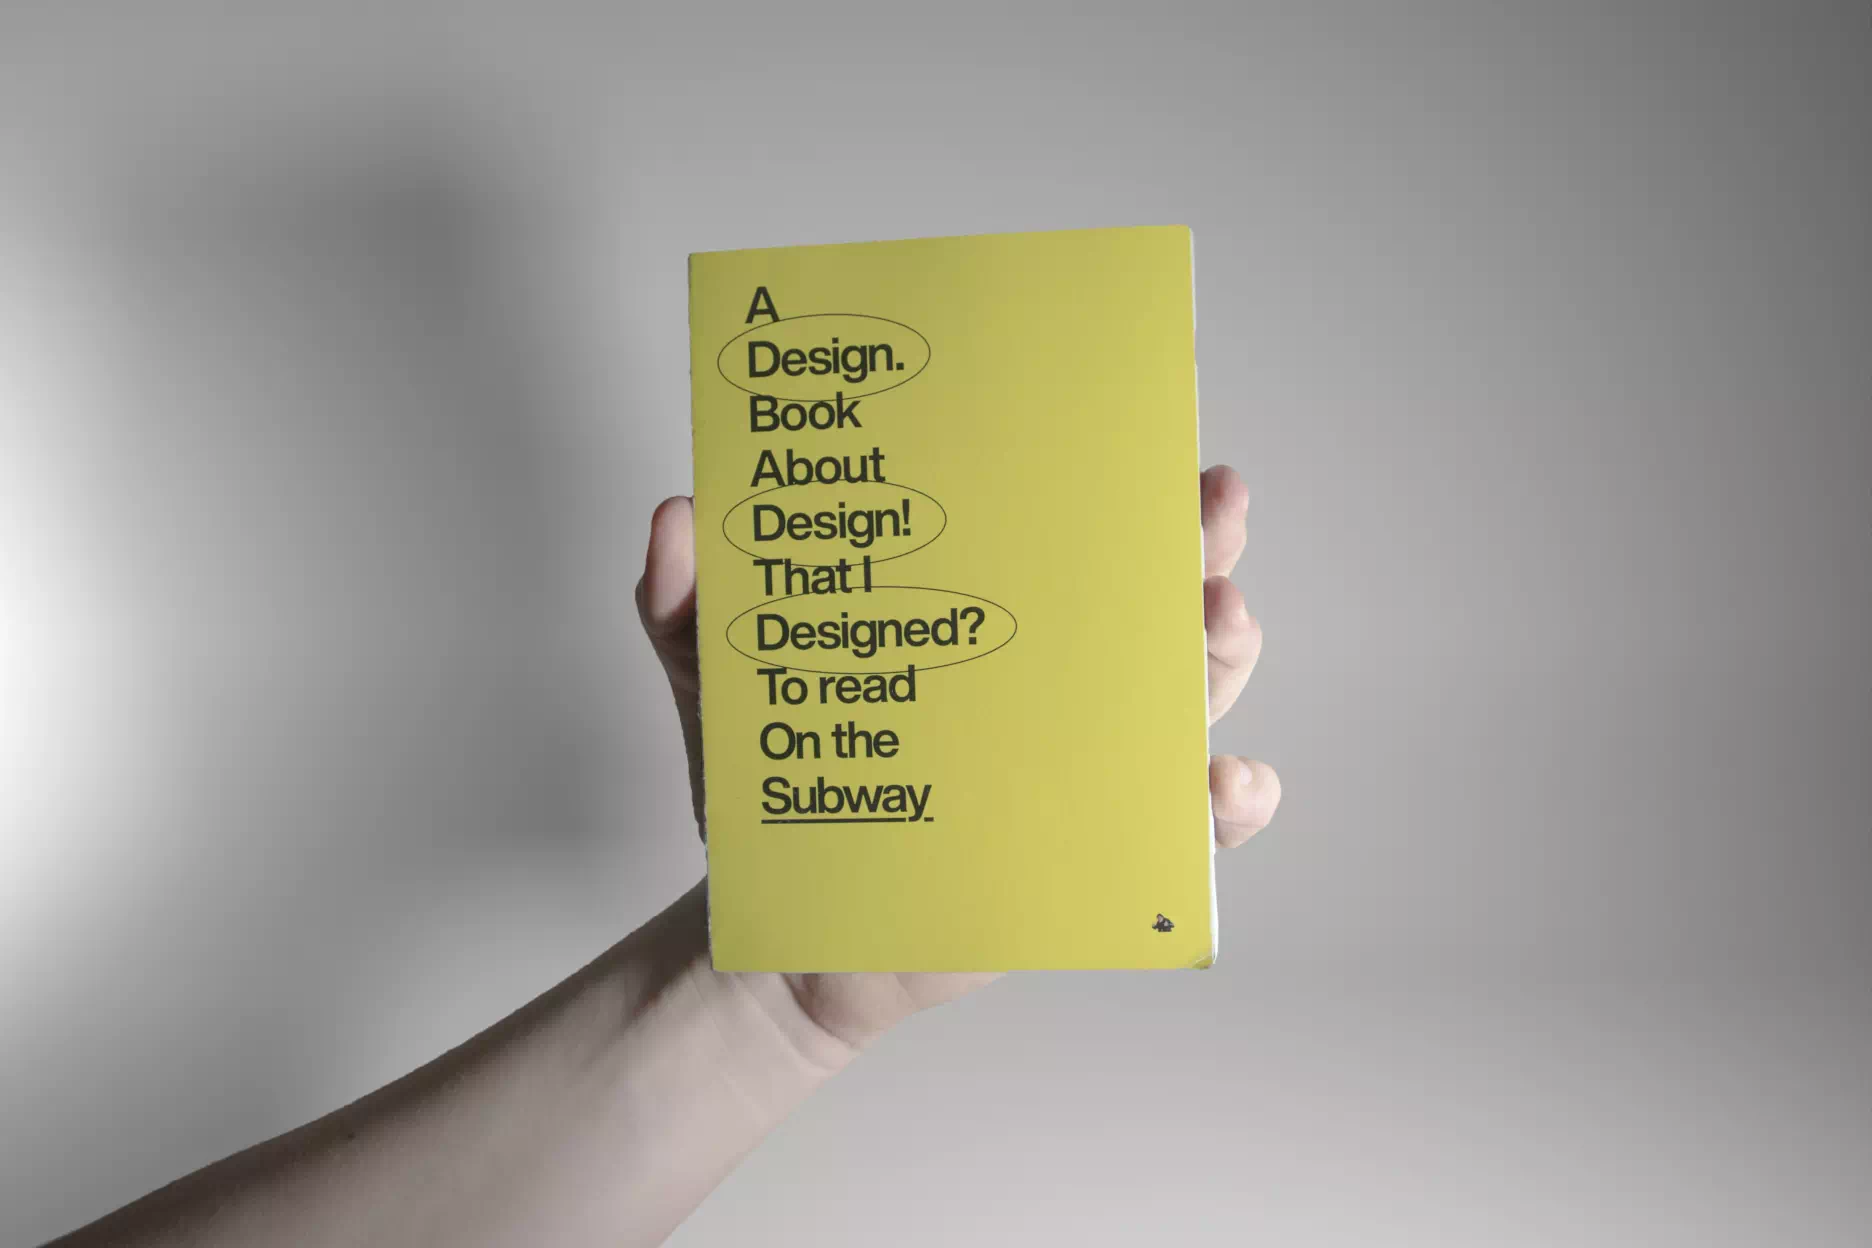 A
Design.
Book
About
Design!
That I
Designed?
To read
On the
Subway